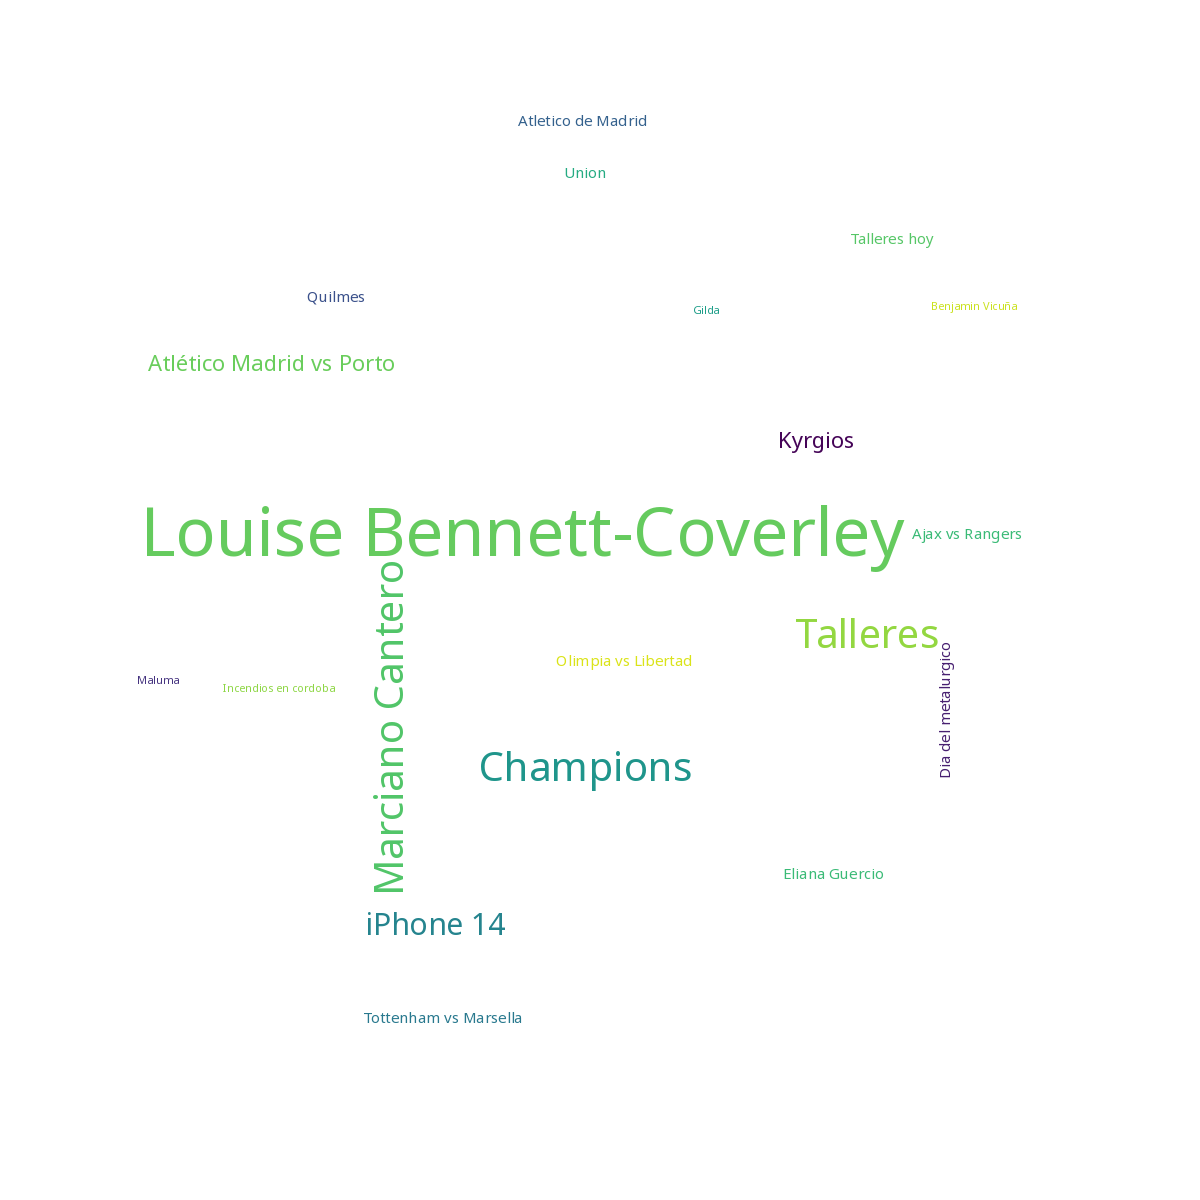 Atletico de Madrid
Union
Talleres hoy
Quilmes
Gilda
Benjamin Vicuña
Atlético Madrid vs Porto
Kyrgios
Louise Bennett-Coverley
Ajax vs Rangers
Marciano Cantero
Talleres
Olimpia vs Libertad
Dia del metalurgico
Maluma
Incendios en cordoba
Champions
Eliana Guercio
iPhone 14
Tottenham vs Marsella